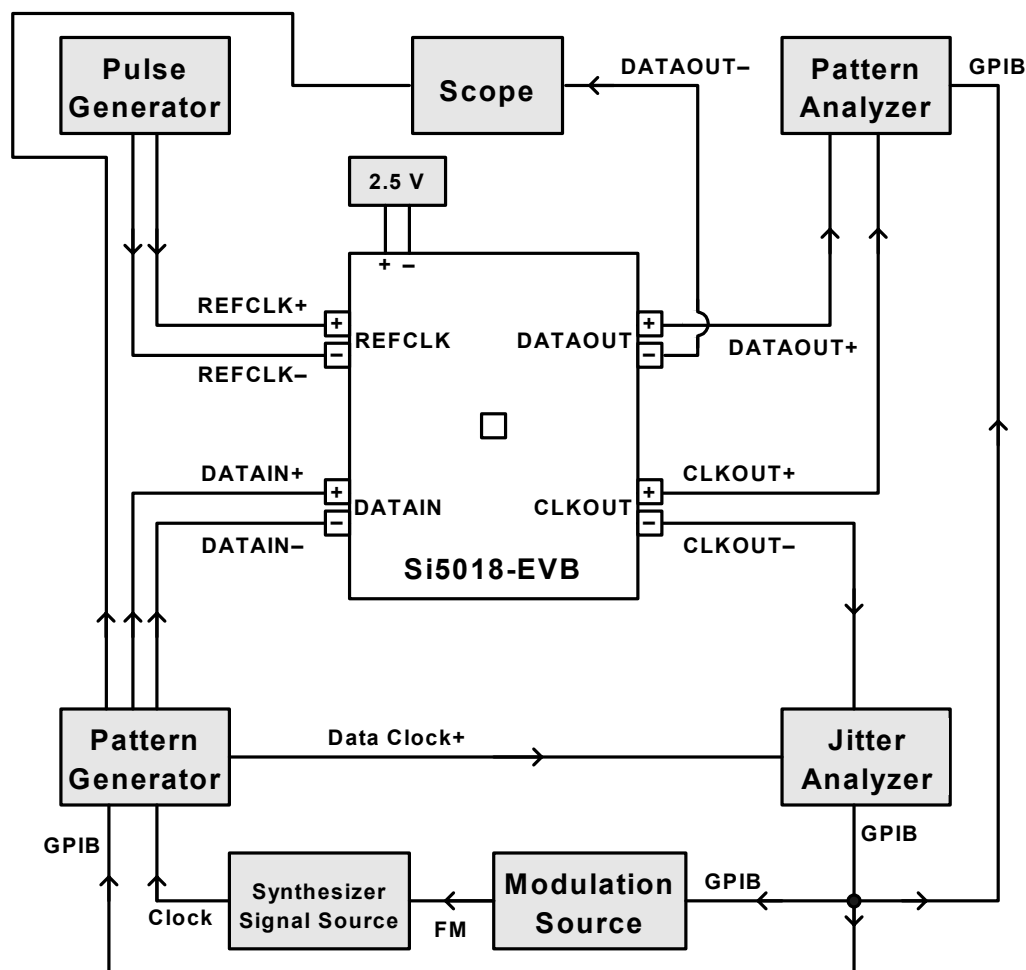 Pulse
Generator
Scope
DATAOUT–
Pattern
Analyzer
GPIB
2.5 V
+ –
REFCLK+
+
REFCLK
–
REFCLK–
DATAOUT
+
–
DATAOUT+
DATAIN+
+
DATAIN
–
DATAIN–
CLKOUT+
CLKOUT
+
–
CLKOUT–
Si5018-EVB
Pattern
Generator
Data Clock+
Jitter
Analyzer
GPIB
GPIB
Clock
Synthesizer
Signal Source
FM
Modulation
Source
GPIB